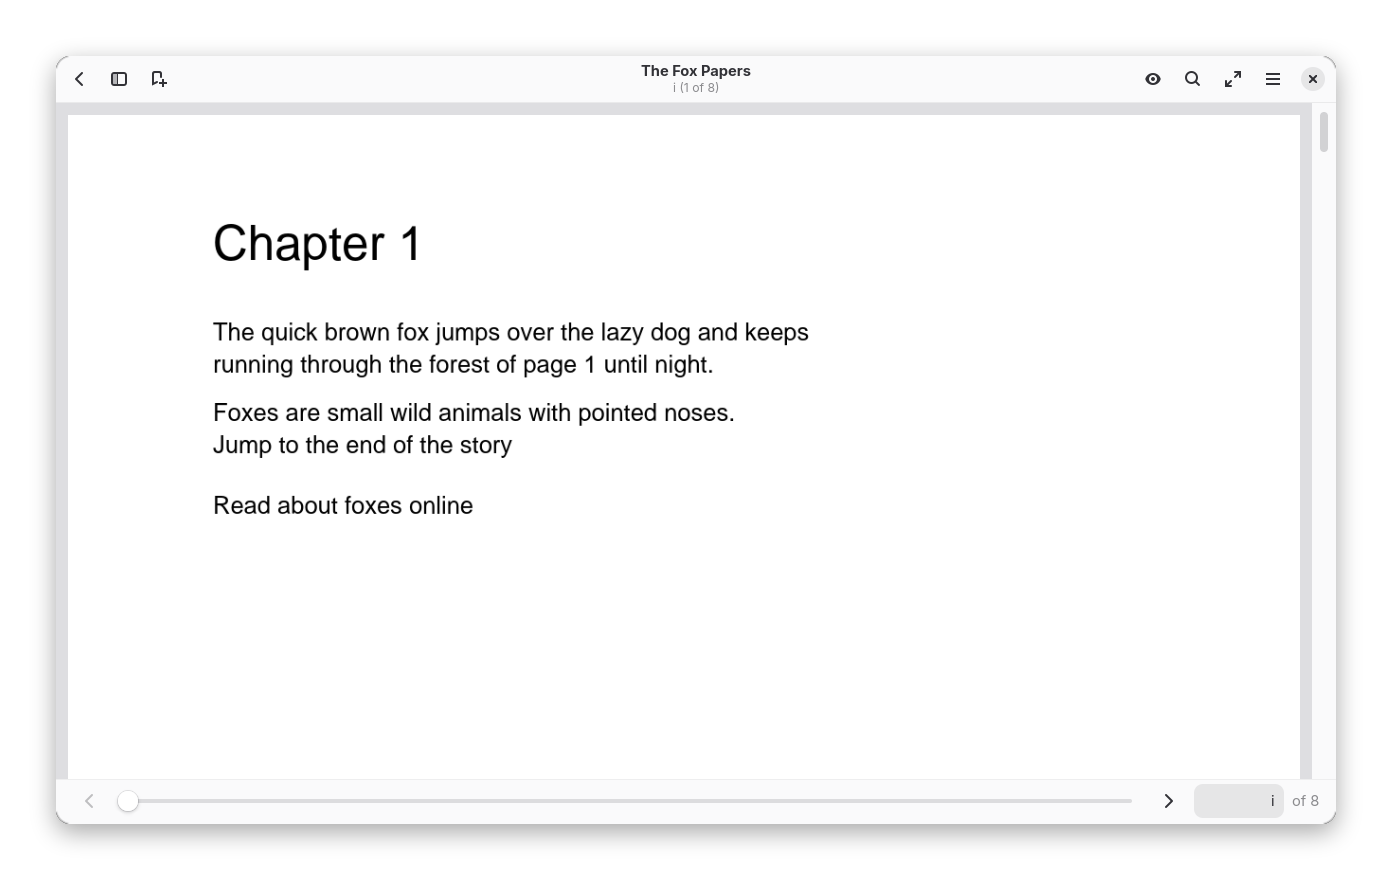 The Fox Papers
i (1 of 8)
Chapter 1
The quick brown fox jumps over the lazy dog and keeps
running through the forest of page 1 until night.
Foxes are small wild animals with pointed noses.
Jump to the end of the story
Read about foxes online
i of 8